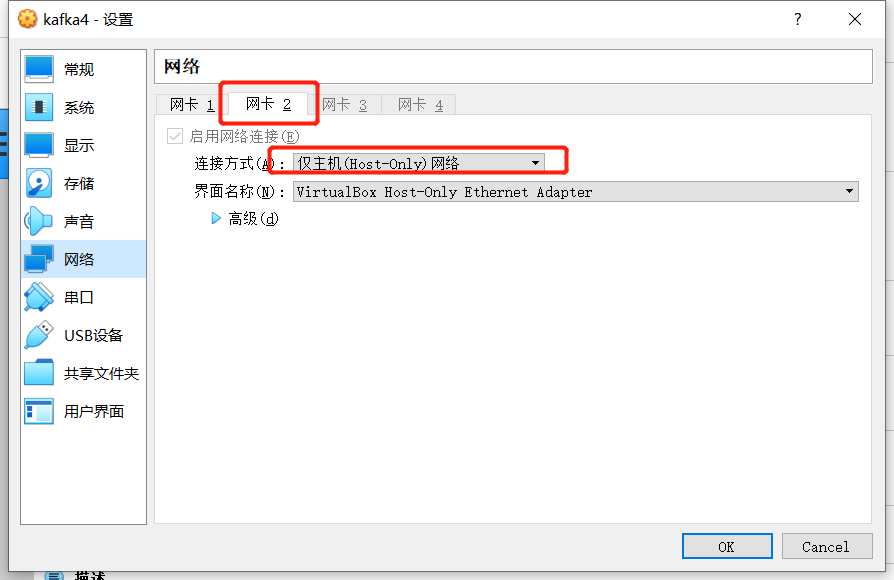 kafka4 - 设置
?
常规
系统
显示
存储
声音
网络
串口
USB设备
共享文件夹
用户界面
网络
网卡 1 网卡 2 网卡 3 网卡 4
启用网络连接(E)
连接方式(A): 仅主机(Host-Only)网络
界面名称(N): VirtualBox Host-Only Ethernet Adapter
高级(d)
OK Cancel
描述